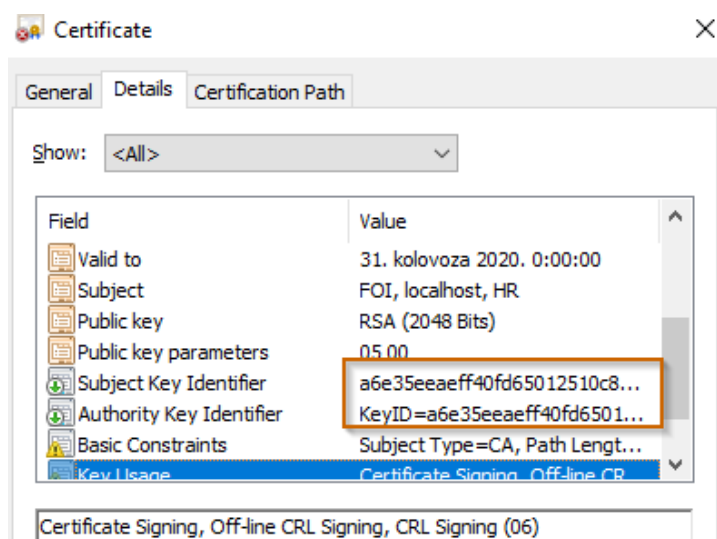 Certificate
General Details Certification Path
Show: <All>
Field Value
Valid to 31. kolovoza 2020. 0:00:00
Subject FOI, localhost, HR
Public key RSA (2048 Bits)
Public key parameters 05 00
Subject Key Identifier a6e35eeaeff40fd65012510c8...
Authority Key Identifier KeyID=a6e35eeaeff40fd6501...
Basic Constraints Subject Type=CA, Path Lengt...
Key Usage Certificate Signing, Off-line CR
Certificate Signing, Off-line CRL Signing, CRL Signing (06)